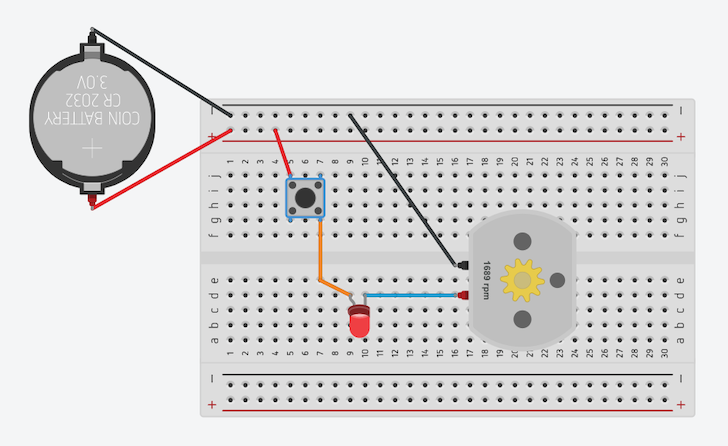 COIN BATTERY
CR 2032
3.0V
+
− −
+ +
1 2 3 4 5 6 7 8 9 10 11 12 13 14 15 16 17 18 19 20 21 22 23 24 25 26 27 28 29 30
j j
i i
h h
g g
f f
1689 rpm
e e
d d
c c
b b
a a
1 2 3 4 5 6 7 8 9 10 11 12 13 14 15 16 17 18 19 20 21 22 23 24 25 26 27 28 29 30
− −
+ +